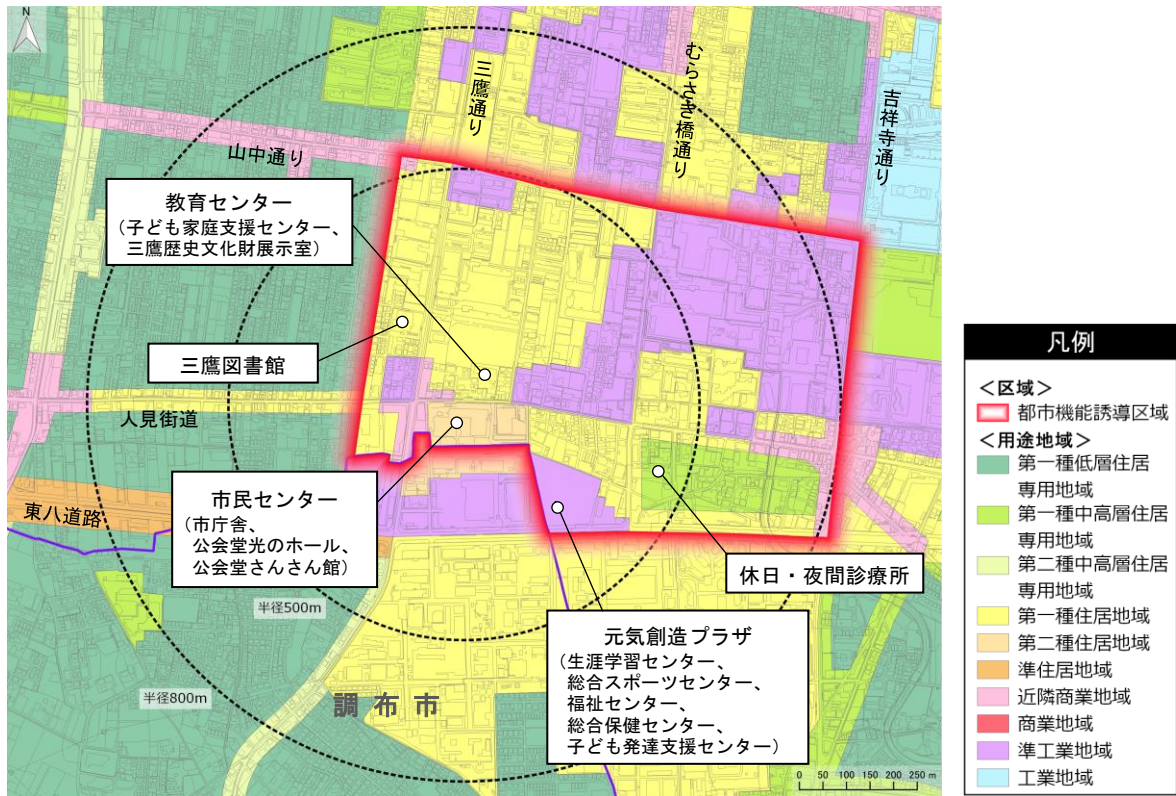 N
三鷹通り
むらさき橋通り
吉祥寺通り
山中通り
教育センター
(子ども家庭支援センター、
三鷹歴史文化財展示室)
三鷹図書館
人見街道
市民センター
(市庁舎、
公会堂光のホール、
公会堂さんさん館)
東八道路
休日・夜間診療所
半径500m
元気創造プラザ
(生涯学習センター、
総合スポーツセンター、
福祉センター、
総合保健センター、
子ども発達支援センター)
半径800m
調布市
0 50 100 150 200 250 m
凡例
<区域>
都市機能誘導区域
<用途地域>
第一種低層住居
専用地域
第一種中高層住居
専用地域
第二種中高層住居
専用地域
第一種住居地域
第二種住居地域
準住居地域
近隣商業地域
商業地域
準工業地域
工業地域